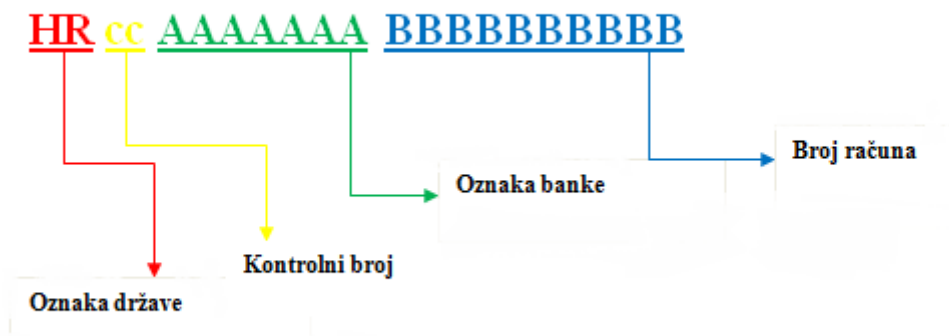 HR cc AAAAAAA BBBBBBBBBB
Broj računa
Oznaka banke
Kontrolni broj
Oznaka države